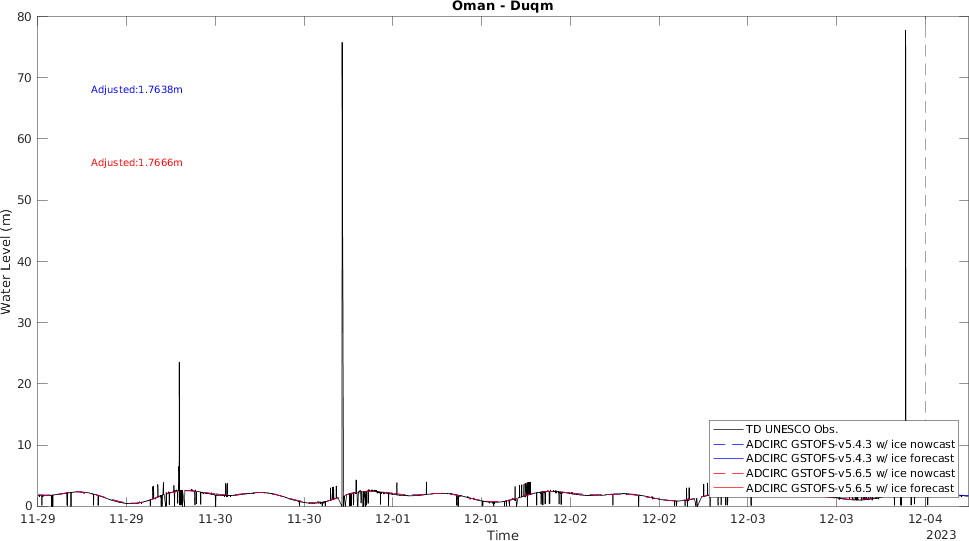 Oman - Duqm
80
70
60
50
40
30
20
10
0
Water Level (m)
Adjusted:1.7638m
Adjusted:1.7666m
TD UNESCO Obs.
ADCIRC GSTOFS-v5.4.3 w/ ice nowcast
ADCIRC GSTOFS-v5.4.3 w/ ice forecast
ADCIRC GSTOFS-v5.6.5 w/ ice nowcast
ADCIRC GSTOFS-v5.6.5 w/ ice forecast
11-29 11-29 11-30 11-30 12-01 12-01 12-02 12-02 12-03 12-03 12-04
Time
2023